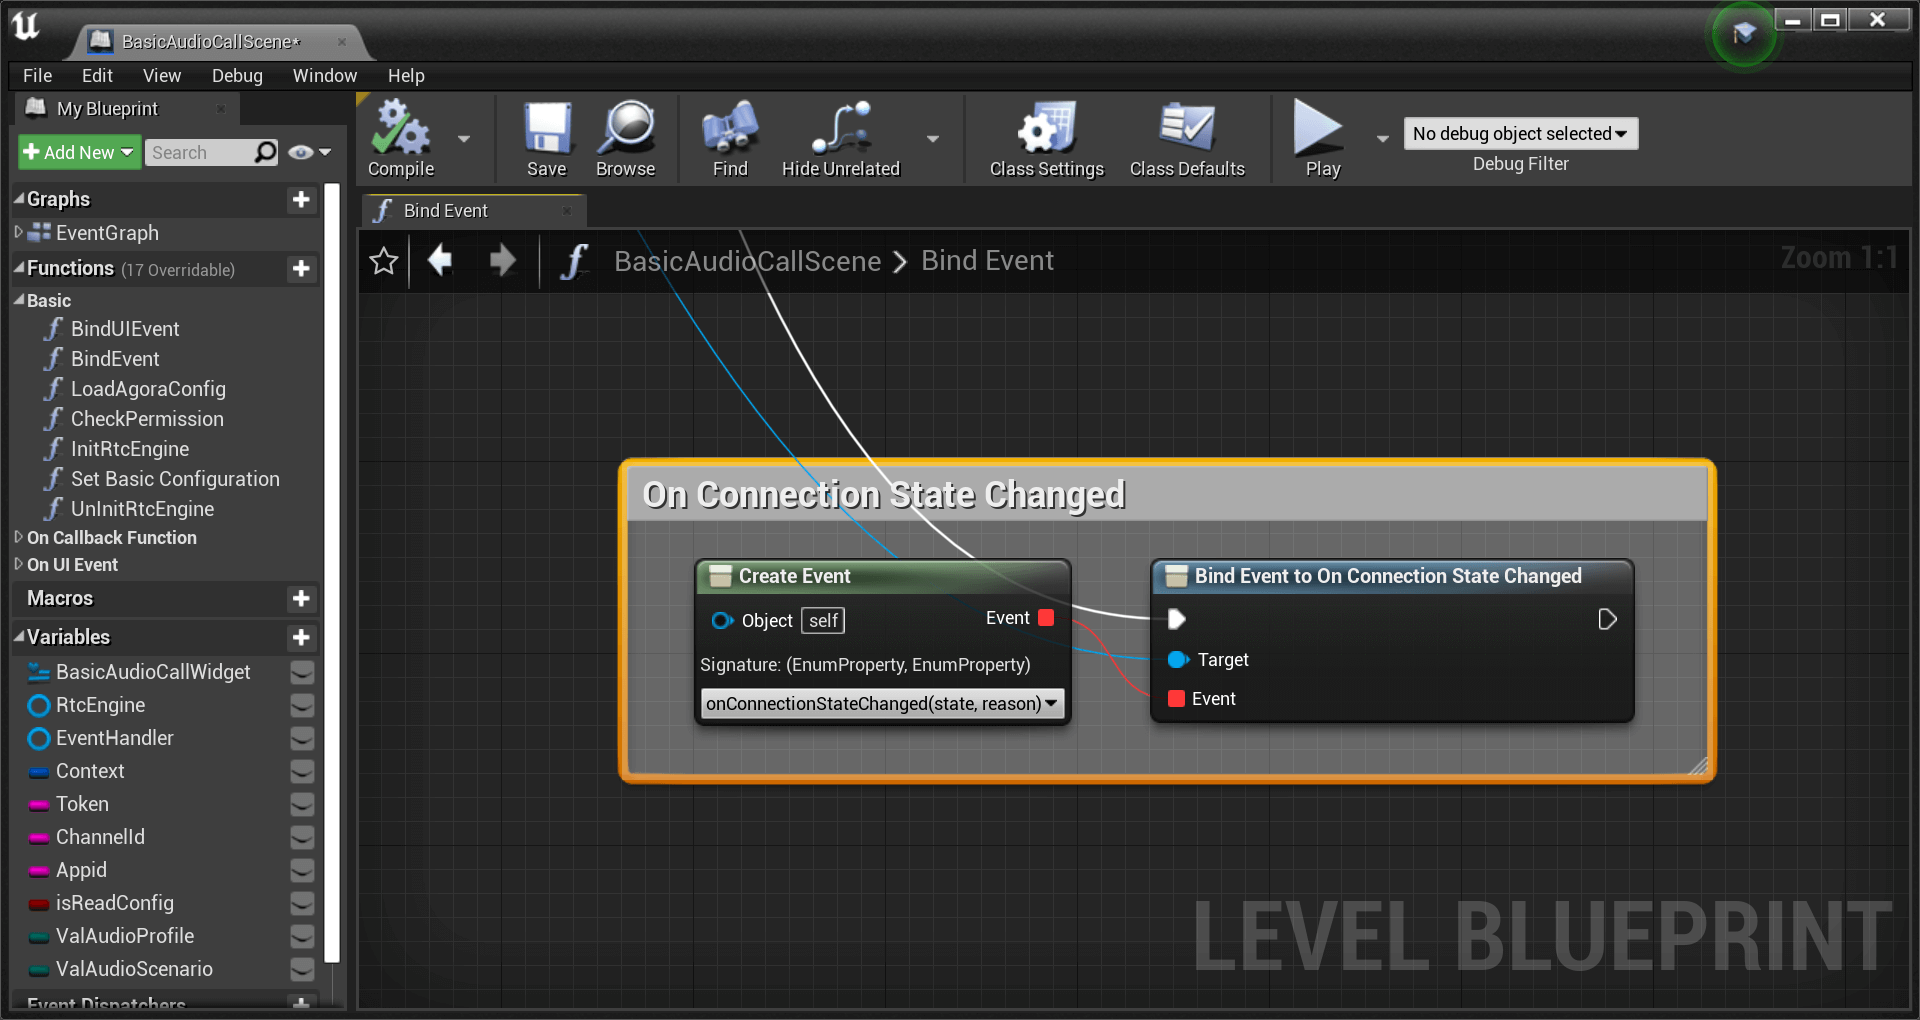 BasicAudioCallScene*
File Edit View Debug Window Help
My Blueprint
Add New Search
Compile Save Browse Find Hide Unrelated Class Settings Class Defaults Play
No debug object selected
Debug Filter
Graphs
EventGraph
Functions (17 Overridable)
Basic
BindUIEvent
BindEvent
LoadAgoraConfig
CheckPermission
InitRtcEngine
Set Basic Configuration
UnInitRtcEngine
On Callback Function
On UI Event
Macros
Variables
BasicAudioCallWidget
RtcEngine
EventHandler
Context
Token
ChannelId
Appid
isReadConfig
ValAudioProfile
ValAudioScenario
Event Dispatchers
Bind Event
BasicAudioCallScene > Bind Event
Zoom 1:1
On Connection State Changed
Create Event
Object self Event
Signature: (EnumProperty, EnumProperty)
onConnectionStateChanged(state, reason)
Bind Event to On Connection State Changed
Target
Event
LEVEL BLUEPRINT